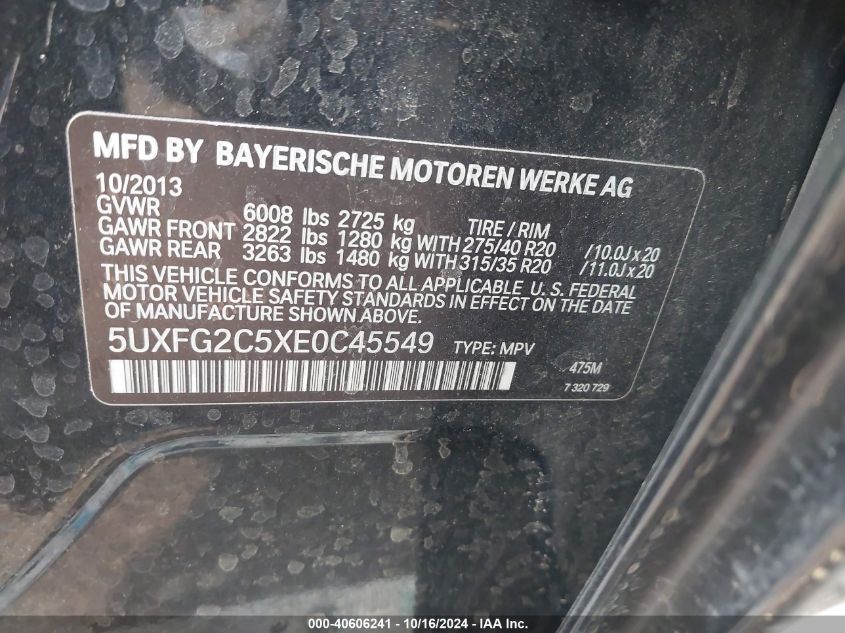 MFD BY BAYERISCHE MOTOREN WERKE AG
10/2013
GVWR 6008 lbs 2725 kg TIRE / RIM
GAWR FRONT 2822 lbs 1280 kg WITH 275/40 R20 /10.0J x 20
GAWR REAR 3263 lbs 1480 kg WITH 315/35 R20 /11.0J x 20
THIS VEHICLE CONFORMS TO ALL APPLICABLE U. S. FEDERAL
MOTOR VEHICLE SAFETY STANDARDS IN EFFECT ON THE DATE
OF MANUFACTURE SHOWN ABOVE.
5UXFG2C5XE0C45549 TYPE: MPV 475M
7 320 729
000-40606241 - 10/16/2024 - IAA Inc.